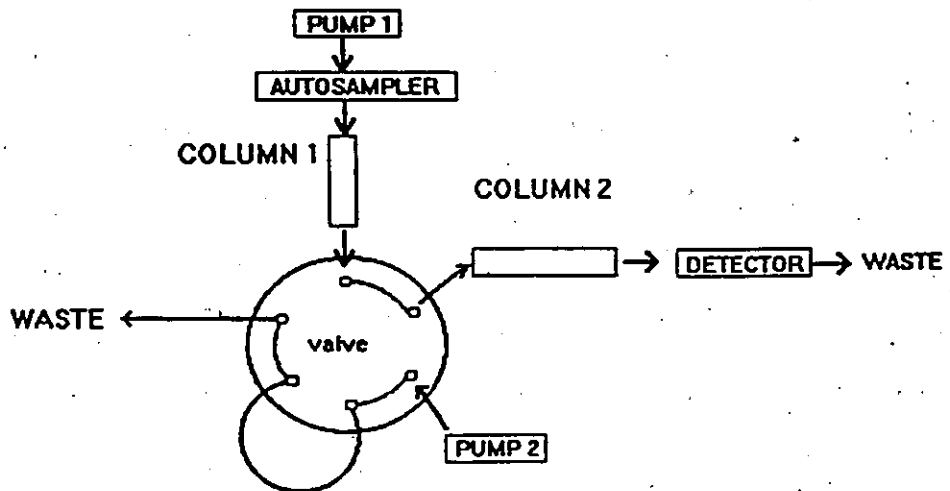 PUMP 1
AUTOSAMPLER
COLUMN 1
COLUMN 2
DETECTOR
WASTE
WASTE
valve
PUMP 2